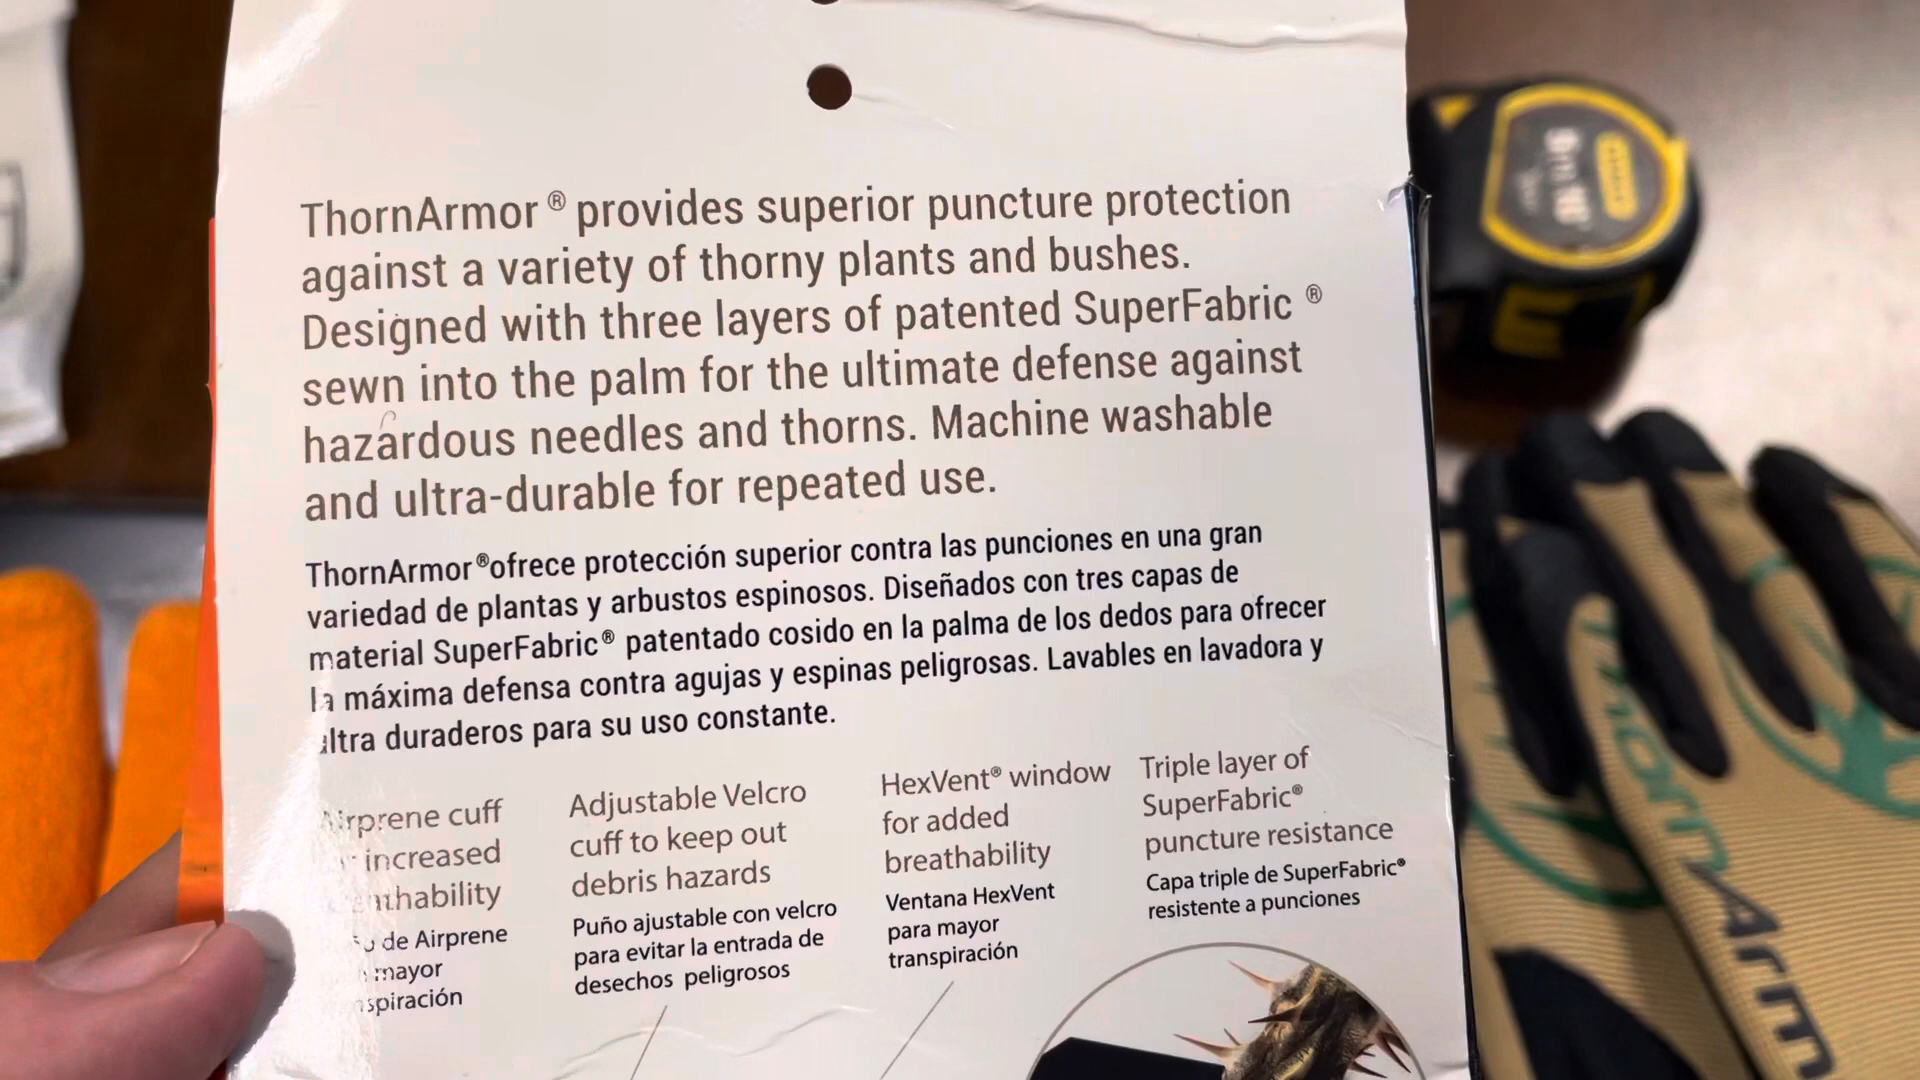 ThornArmor® provides superior puncture protection
against a variety of thorny plants and bushes.
Designed with three layers of patented SuperFabric®
sewn into the palm for the ultimate defense against
hazardous needles and thorns. Machine washable
and ultra-durable for repeated use.
ThornArmor® ofrece protección superior contra las punciones en una gran
variedad de plantas y arbustos espinosos. Diseñados con tres capas de
material SuperFabric® patentado cosido en la palma de los dedos para ofrecer
la máxima defensa contra agujas y espinas peligrosas. Lavables en lavadora y
ultra duraderos para su uso constante.
Airprene cuff
increased
de Airprene
mayor
Adjustable Velcro
cuff to keep out
debris hazards
Puño ajustable con velcro
para evitar la entrada de
desechos peligrosos
HexVent® window
for added
breathability
Ventana HexVent
para mayor
transpiración
Triple layer of
SuperFabric®
puncture resistance
Capa triple de SuperFabric®
resistente a punciones
ThornArm